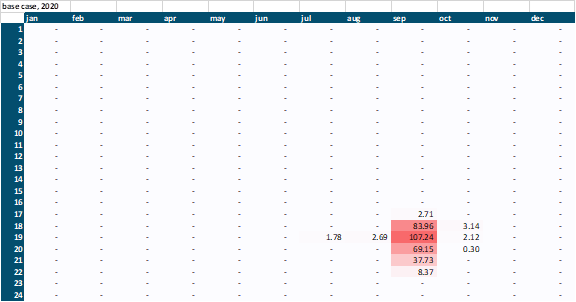 base case, 2020
jan feb mar apr may jun jul aug sep oct nov dec
1 - - - - - - - - - - - -
2 - - - - - - - - - - - -
3 - - - - - - - - - - - -
4 - - - - - - - - - - - -
5 - - - - - - - - - - - -
6 - - - - - - - - - - - -
7 - - - - - - - - - - - -
8 - - - - - - - - - - - -
9 - - - - - - - - - - - -
10 - - - - - - - - - - - -
11 - - - - - - - - - - - -
12 - - - - - - - - - - - -
13 - - - - - - - - - - - -
14 - - - - - - - - - - - -
15 - - - - - - - - - - - -
16 - - - - - - - - - - - -
17 - - - - - - - - 2.71 - - -
18 - - - - - - - - 83.96 3.14 - -
19 - - - - - - 1.78 2.69 107.24 2.12 - -
20 - - - - - - - - 69.15 0.30 - -
21 - - - - - - - - 37.73 - - -
22 - - - - - - - - 8.37 - - -
23 - - - - - - - - - - - -
24 - - - - - - - - - - - -